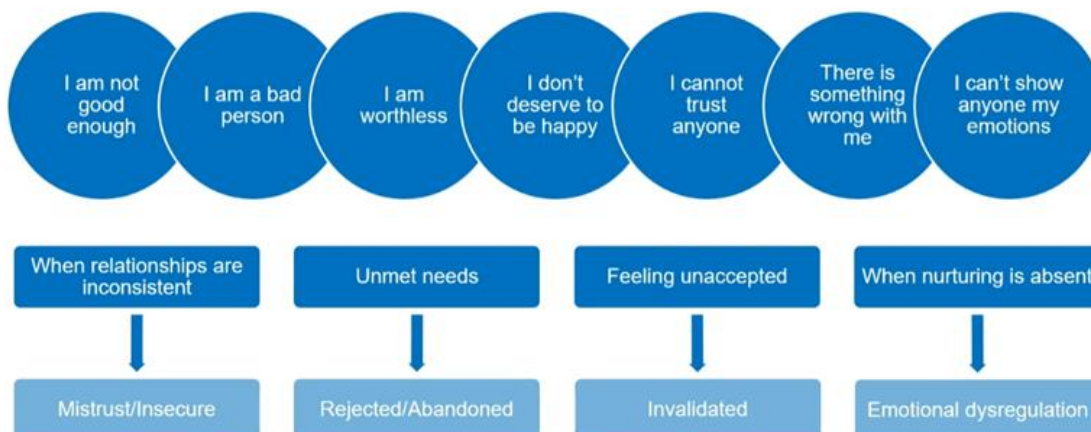 I am not
good
enough
I am a bad
person
I am
worthless
I don't
deserve to
be happy
I cannot
trust
anyone
There is
something
wrong with
me
I can't show
anyone my
emotions
When relationships are
inconsistent
Unmet needs
Feeling unaccepted
When nurturing is absent
Mistrust/Insecure
Rejected/Abandoned
Invalidated
Emotional dysregulation